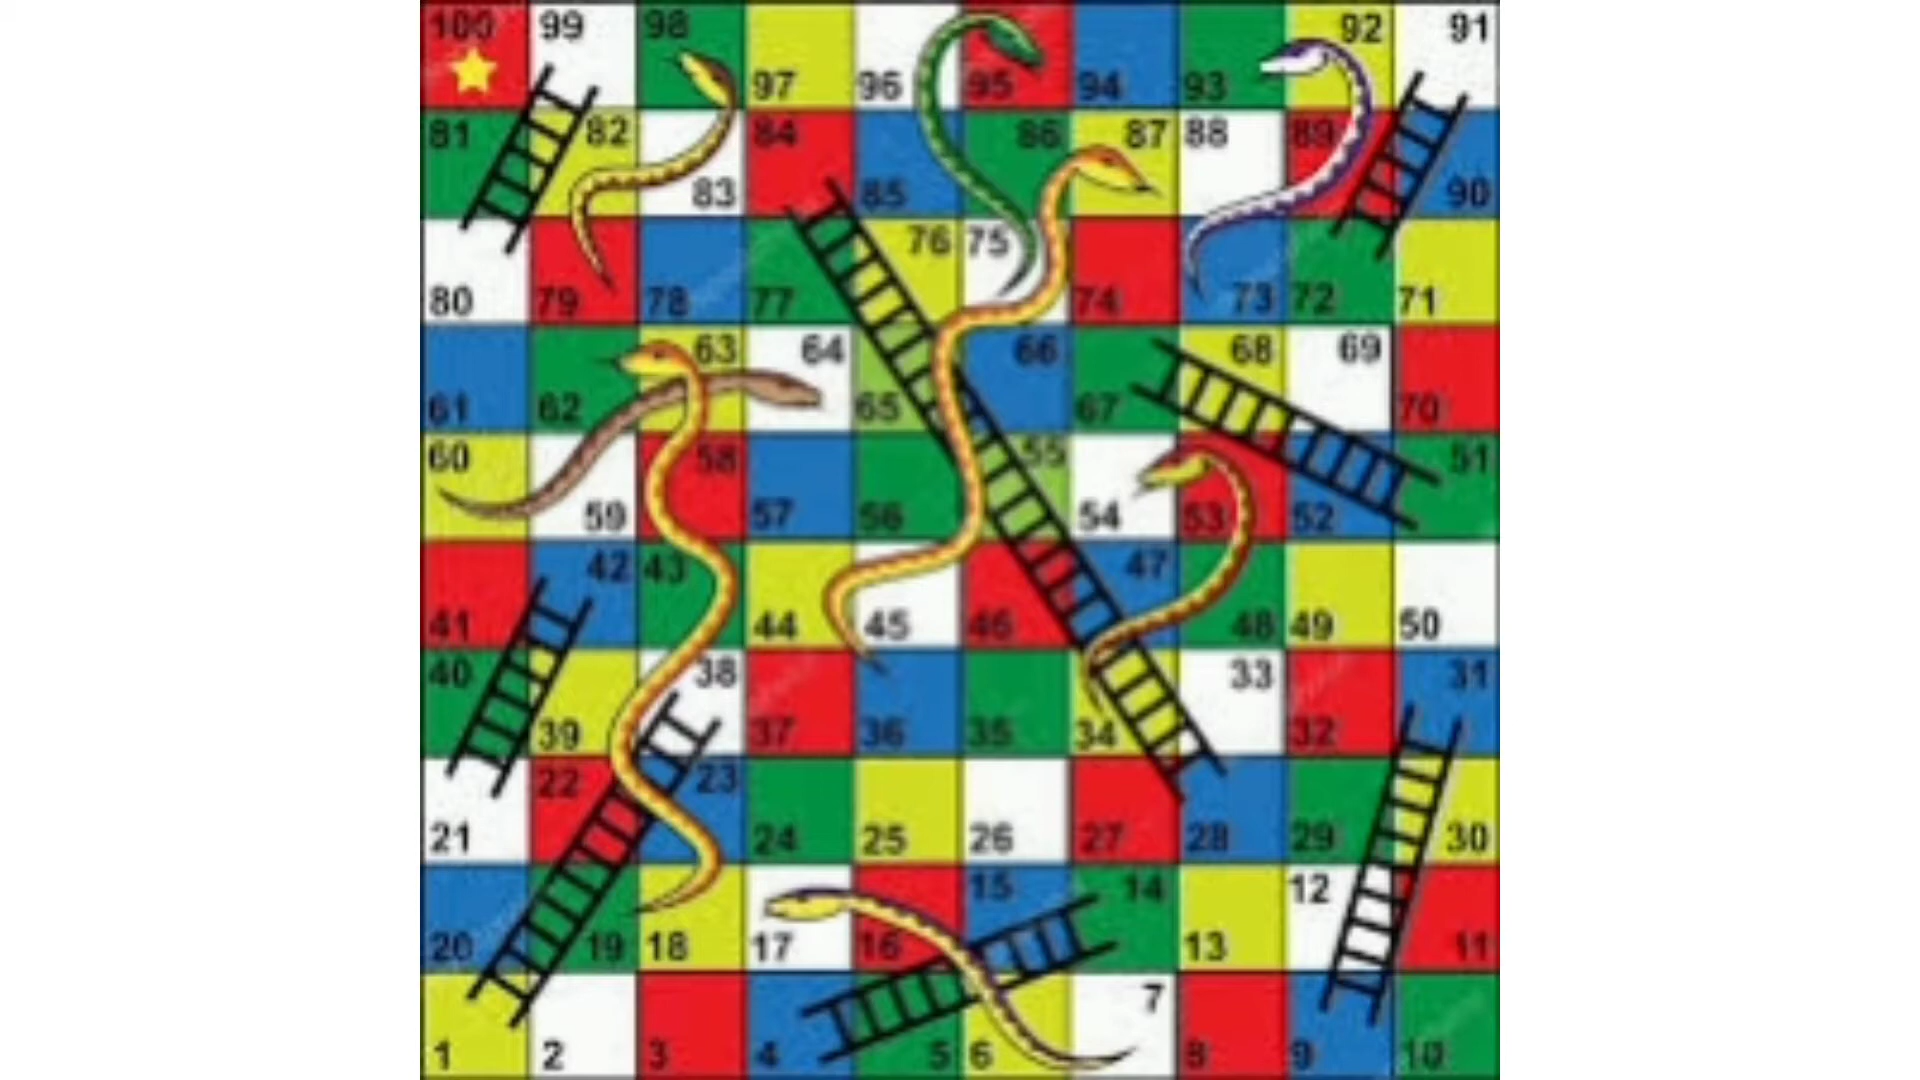 100 99 98 97 96 95 94 93 92 91
81 82 83 84 85 86 87 88 89 90
80 79 78 77 76 75 74 73 72 71
61 62 63 64 65 66 67 68 69 70
60 59 58 57 56 55 54 53 52 51
41 42 43 44 45 46 47 48 49 50
40 39 38 37 36 35 34 33 32 31
21 22 23 24 25 26 27 28 29 30
20 19 18 17 16 15 14 13 12 11
1 2 3 4 5 6 7 8 9 10